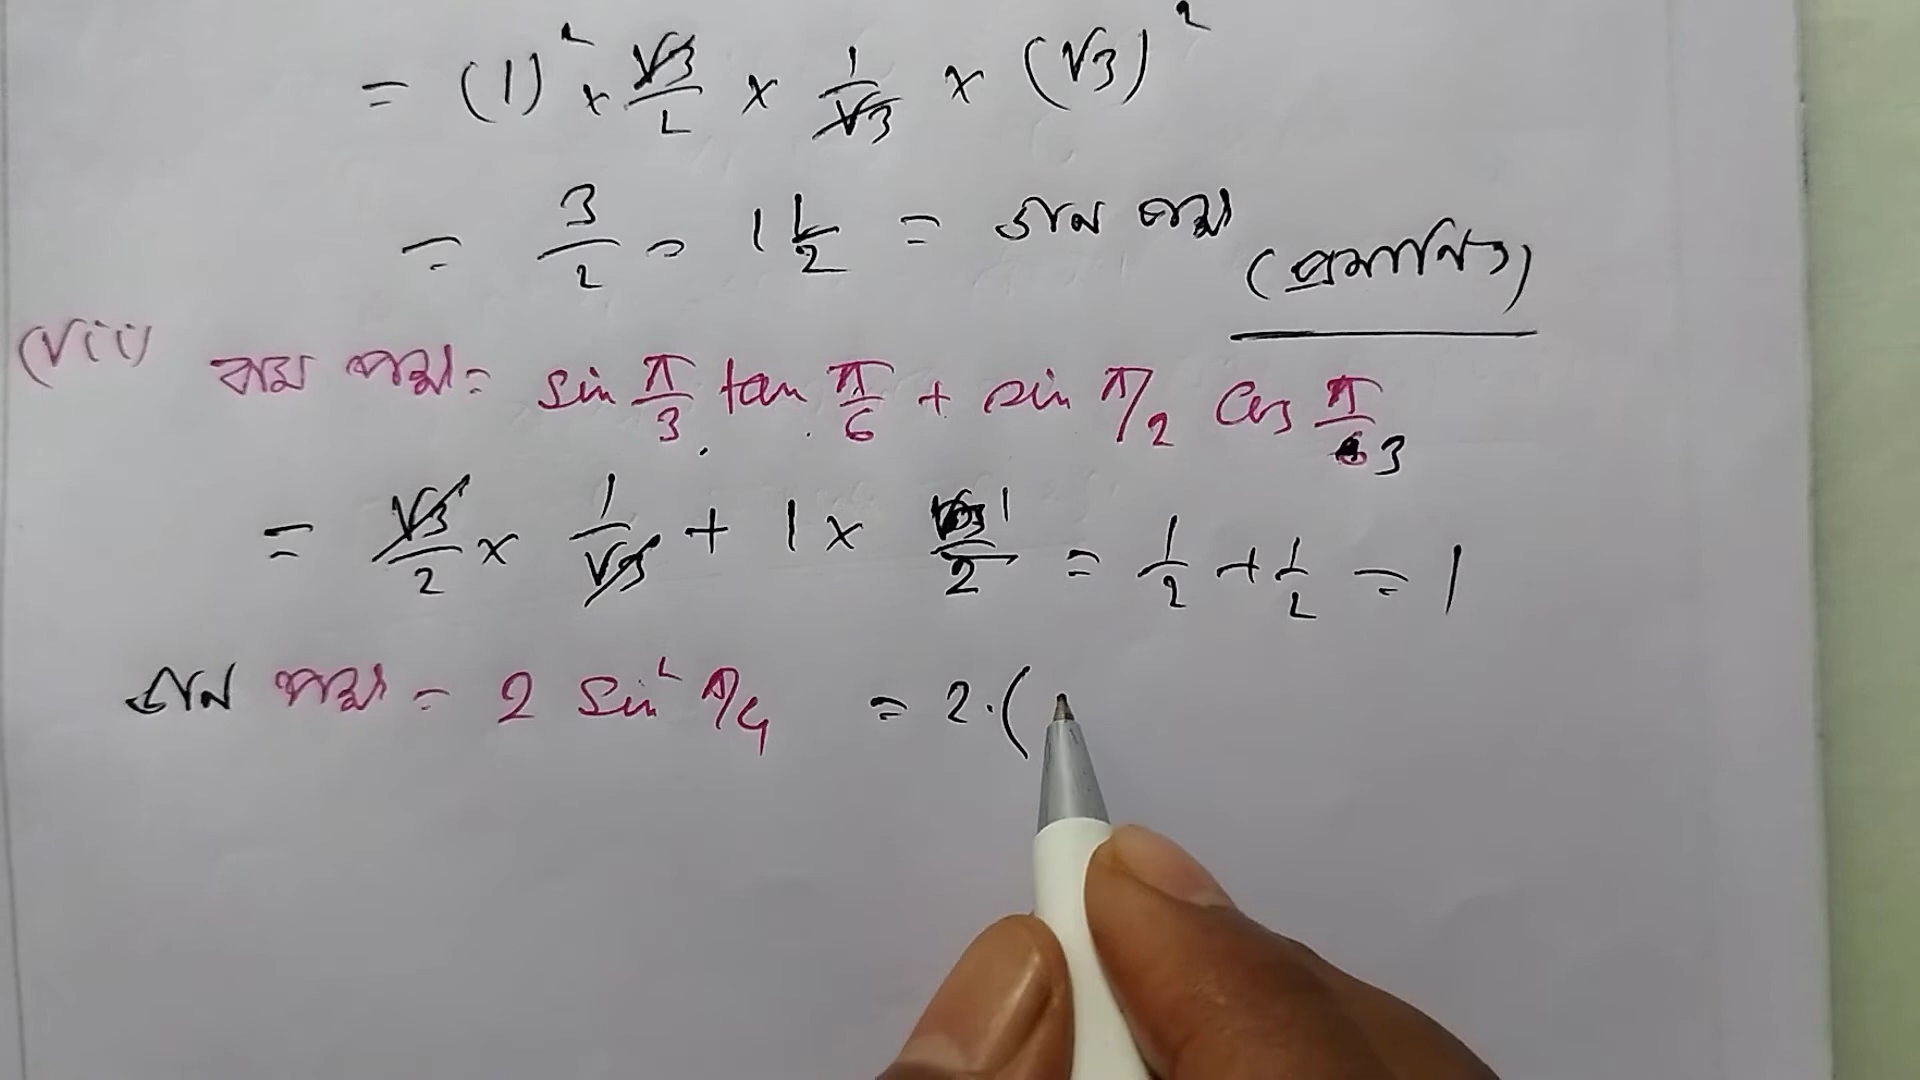 = (1)² × √3/2 × 1/√3 × (√3)²
= 3/2 = 1 1/2 = ডান পক্ষ (প্রমাণিত)
(vii) বাম পক্ষ = sin π/3 tan π/6 + sin π/2 cos π/3
= √3/2 × 1/√3 + 1 × 1/2 = 1/2 + 1/2 = 1
ডান পক্ষ = 2 sin² π/4 = 2·(